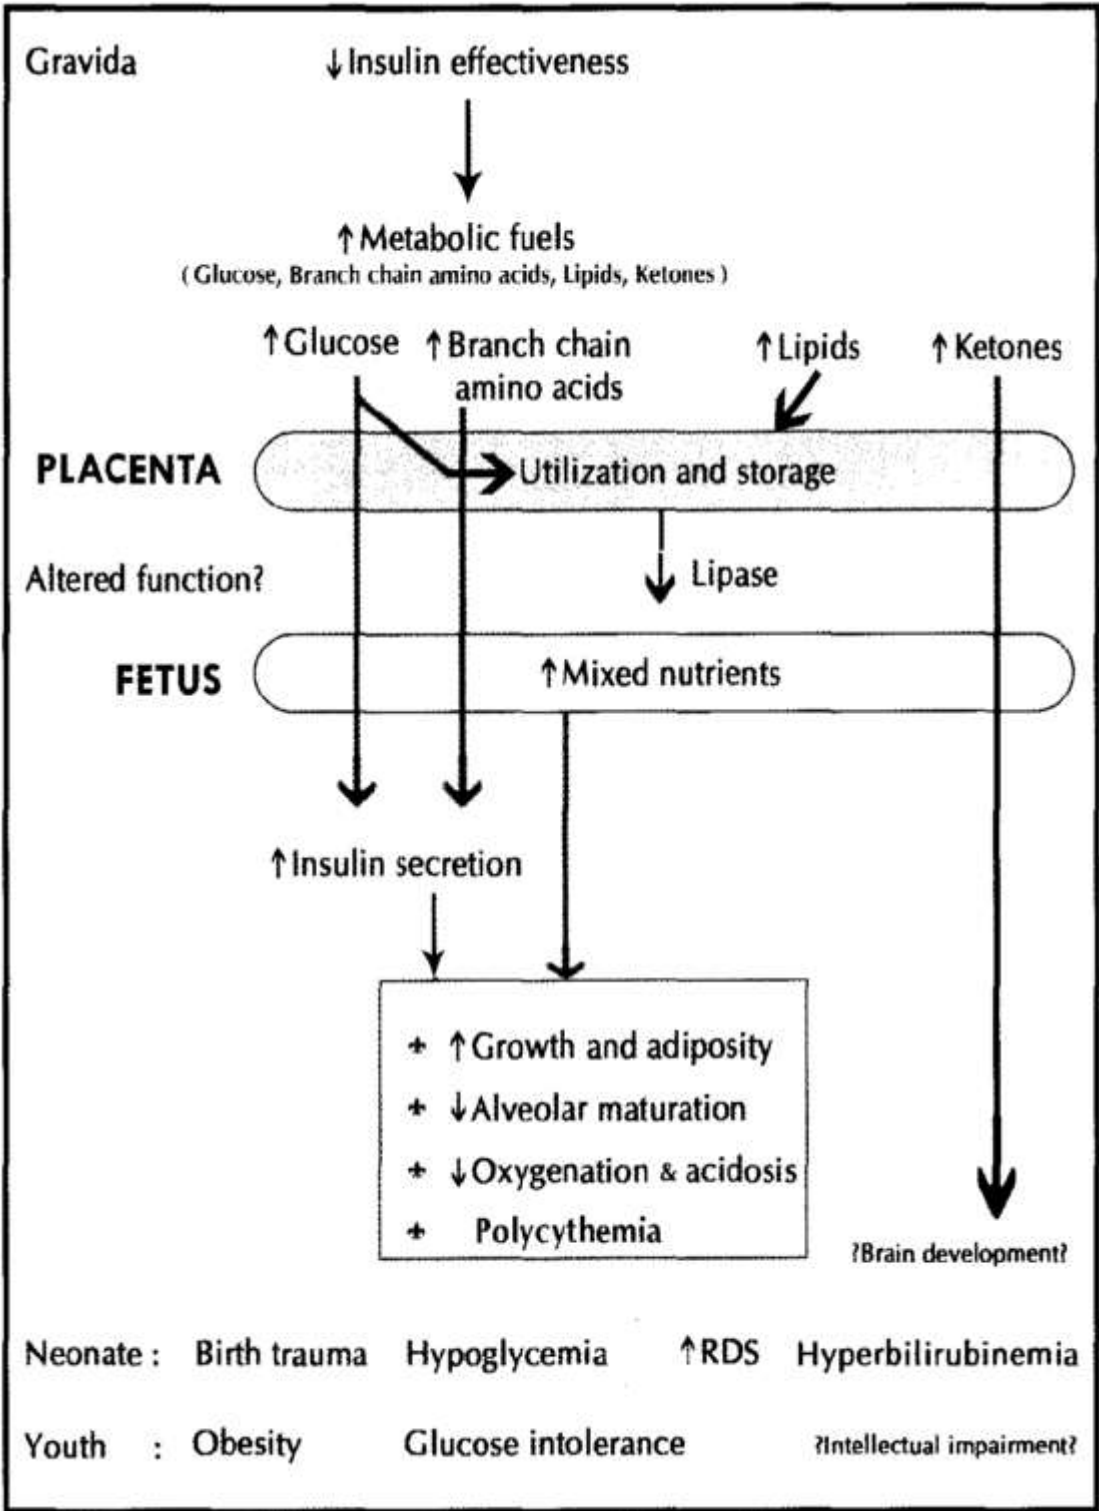 Gravida ↓Insulin effectiveness
↑Metabolic fuels
(Glucose, Branch chain amino acids, Lipids, Ketones)
↑Glucose ↑Branch chain ↑Lipids ↑Ketones
amino acids
PLACENTA Utilization and storage
Altered function? Lipase
FETUS ↑Mixed nutrients
↑Insulin secretion
+ ↑Growth and adiposity
+ ↓Alveolar maturation
+ ↓Oxygenation & acidosis
+ Polycythemia
?Brain development?
Neonate : Birth trauma Hypoglycemia ↑RDS Hyperbilirubinemia
Youth : Obesity Glucose intolerance ?Intellectual impairment?